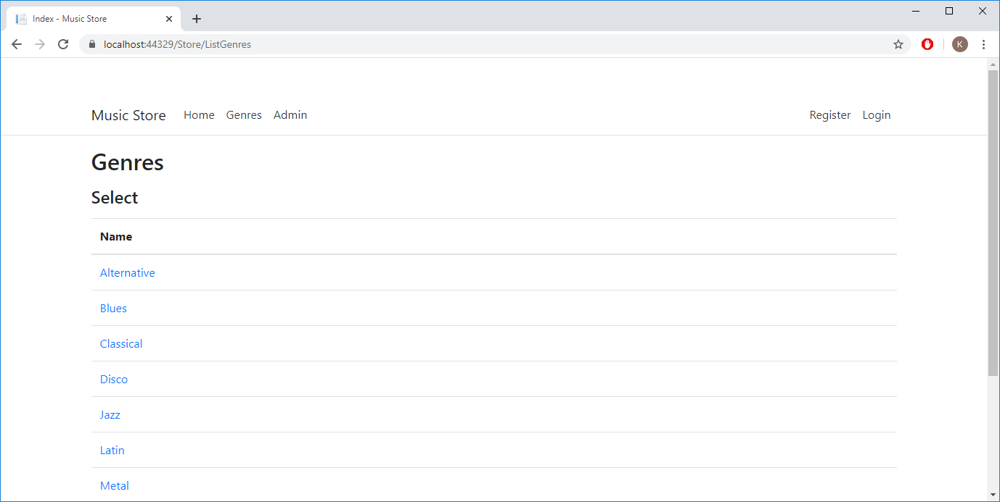 Index - Music Store
localhost:44329/Store/ListGenres
K
Music Store Home Genres Admin Register Login
Genres
Select
Name
Alternative
Blues
Classical
Disco
Jazz
Latin
Metal